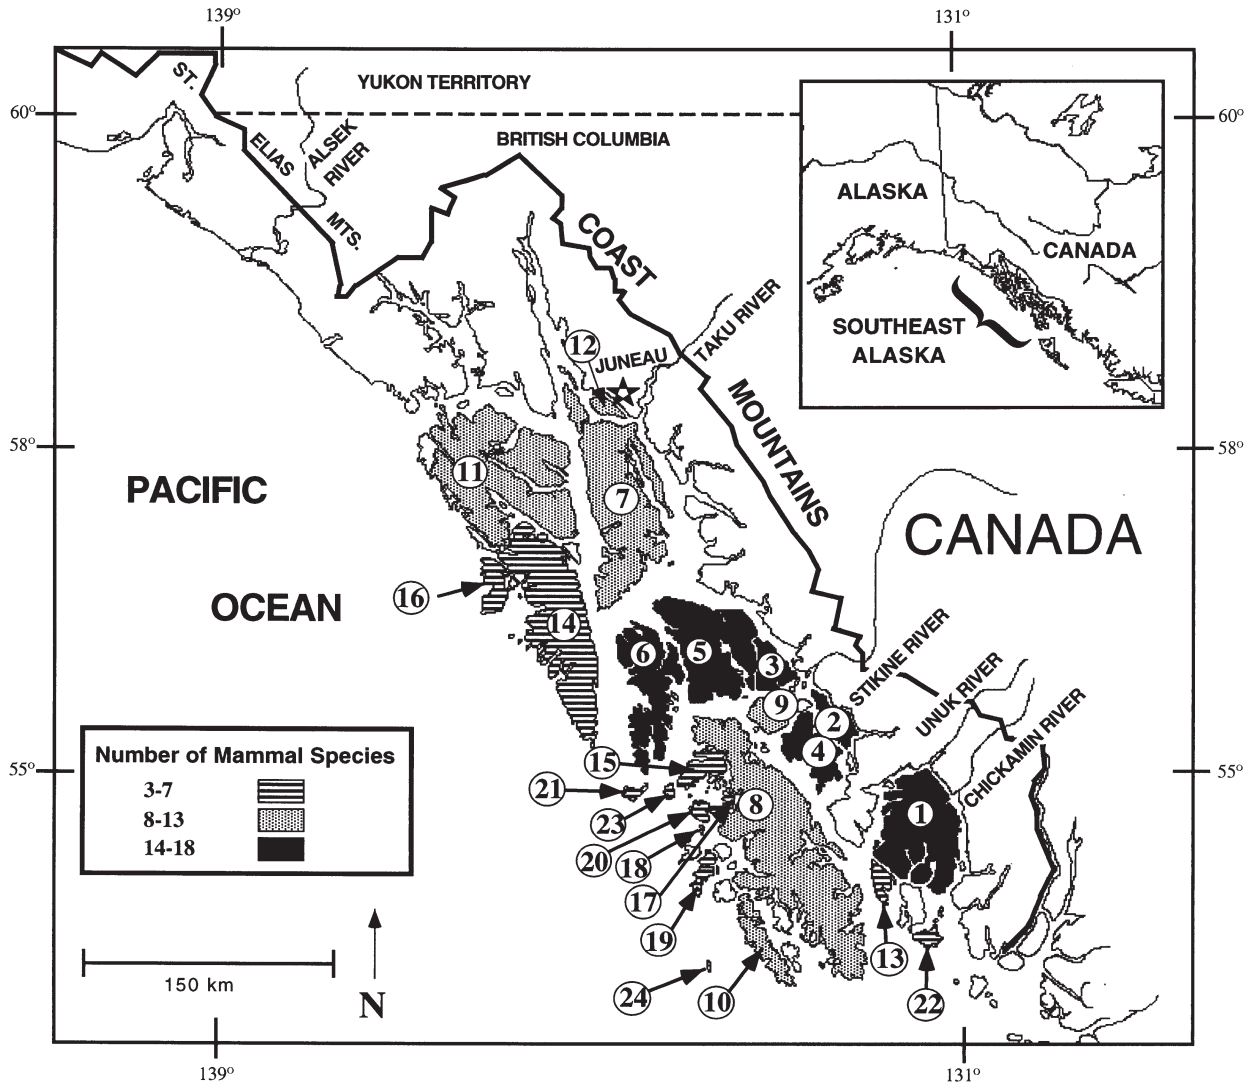 139°
131°
ST.
YUKON TERRITORY
60°
60°
ELIAS
ALSEK
RIVER
BRITISH COLUMBIA
MTS.
COAST
ALASKA
CANADA
SOUTHEAST
ALASKA
TAKU RIVER
12
JUNEAU
MOUNTAINS
58°
58°
11
7
PACIFIC
CANADA
OCEAN
16
14
6
5
3
STIKINE RIVER
UNUK RIVER
CHICKAMIN RIVER
9
2
4
Number of Mammal Species
3-7
8-13
14-18
15
55°
55°
21
23
8
1
20
18
17
19
13
24
10
22
150 km
N
139°
131°